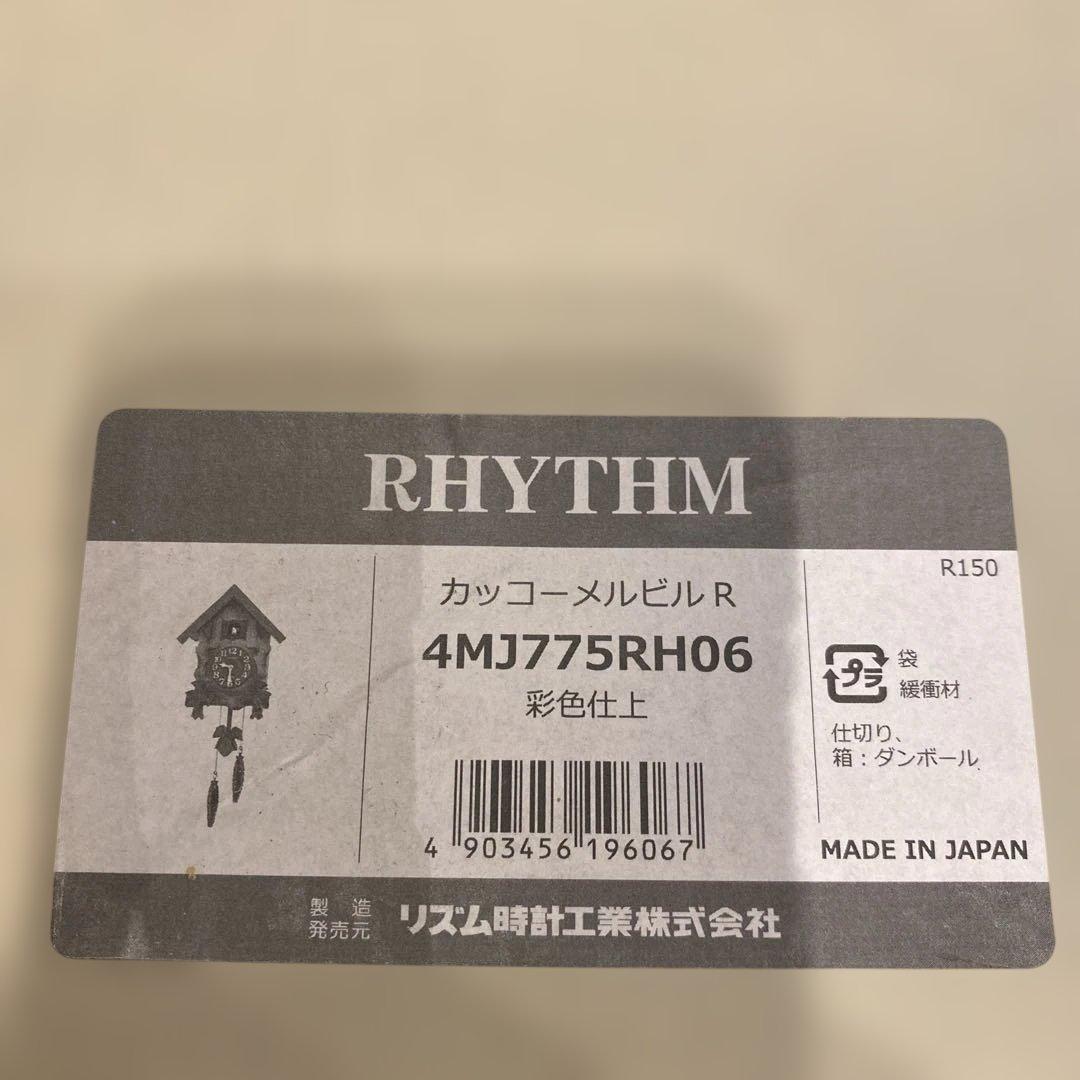 RHYTHM
R150
カッコーメルビルR
4MJ775RH06
彩色仕上
プラ
袋
緩衝材
仕切り、
箱：ダンボール
4 903456 196067
MADE IN JAPAN
製造
発売元
リズム時計工業株式会社